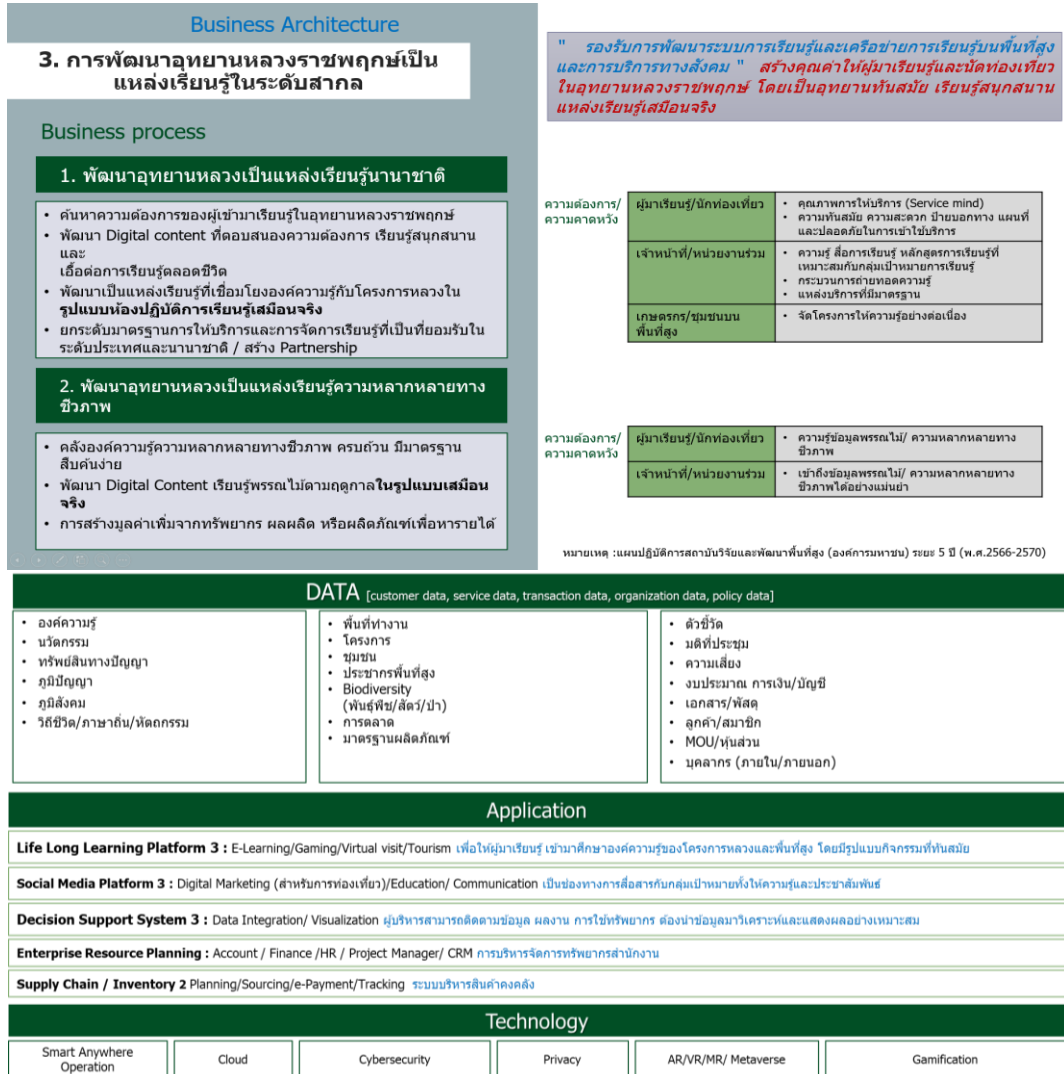 Business Architecture
3. การพัฒนาอุทยานหลวงราชพฤกษ์เป็น
แหล่งเรียนรู้ในระดับสากล
" รองรับการพัฒนาระบบการเรียนรู้และเครือข่ายการเรียนรู้บนพื้นที่สูง
และการบริการทางสังคม " สร้างคุณค่าให้ผู้มาเรียนรู้และนักท่องเที่ยว
ในอุทยานหลวงราชพฤกษ์ โดยเป็นอุทยานทันสมัย เรียนรู้สนุกสนาน
แหล่งเรียนรู้เสมือนจริง
Business process
1. พัฒนาอุทยานหลวงเป็นแหล่งเรียนรู้นานาชาติ
• ค้นหาความต้องการของผู้เข้ามาเรียนรู้ในอุทยานหลวงราชพฤกษ์
• พัฒนา Digital content ที่ตอบสนองความต้องการ เรียนรู้สนุกสนาน
และ
เอื้อต่อการเรียนรู้ตลอดชีวิต
• พัฒนาเป็นแหล่งเรียนรู้ที่เชื่อมโยงองค์ความรู้กับโครงการหลวงใน
รูปแบบห้องปฏิบัติการเรียนรู้เสมือนจริง
• ยกระดับมาตรฐานการให้บริการและการจัดการเรียนรู้ที่เป็นที่ยอมรับใน
ระดับประเทศและนานาชาติ / สร้าง Partnership
ความต้องการ/
ความคาดหวัง
ผู้มาเรียนรู้/นักท่องเที่ยว
• คุณภาพการให้บริการ (Service mind)
• ความทันสมัย ความสะดวก ป้ายบอกทาง แผนที่
และปลอดภัยในการเข้าใช้บริการ
เจ้าหน้าที่/หน่วยงานร่วม
• ความรู้ สื่อการเรียนรู้ หลักสูตรการเรียนรู้ที่
เหมาะสมกับกลุ่มเป้าหมายการเรียนรู้
• กระบวนการถ่ายทอดความรู้
• แหล่งบริการที่มีมาตรฐาน
เกษตรกร/ชุมชนบน
พื้นที่สูง
• จัดโครงการให้ความรู้อย่างต่อเนื่อง
2. พัฒนาอุทยานหลวงเป็นแหล่งเรียนรู้ความหลากหลายทาง
ชีวภาพ
• คลังองค์ความรู้ความหลากหลายทางชีวภาพ ครบถ้วน มีมาตรฐาน
สืบค้นง่าย
• พัฒนา Digital Content เรียนรู้พรรณไม้ตามฤดูกาลในรูปแบบเสมือน
จริง
• การสร้างมูลค่าเพิ่มจากทรัพยากร ผลผลิต หรือผลิตภัณฑ์เพื่อหารายได้
ความต้องการ/
ความคาดหวัง
ผู้มาเรียนรู้/นักท่องเที่ยว
• ความรู้ข้อมูลพรรณไม้/ ความหลากหลายทาง
ชีวภาพ
เจ้าหน้าที่/หน่วยงานร่วม
• เข้าถึงข้อมูลพรรณไม้/ ความหลากหลายทาง
ชีวภาพได้อย่างแม่นยำ
หมายเหตุ :แผนปฏิบัติการสถาบันวิจัยและพัฒนาพื้นที่สูง (องค์การมหาชน) ระยะ 5 ปี (พ.ศ.2566-2570)
DATA [customer data, service data, transaction data, organization data, policy data]
• องค์ความรู้
• นวัตกรรม
• ทรัพย์สินทางปัญญา
• ภูมิปัญญา
• ภูมิสังคม
• วิถีชีวิต/ภาษาถิ่น/หัตถกรรม
• พื้นที่ทำงาน
• โครงการ
• ชุมชน
• ประชากรพื้นที่สูง
• Biodiversity
(พันธุ์พืช/สัตว์/ป่า)
• การตลาด
• มาตรฐานผลิตภัณฑ์
• ตัวชี้วัด
• มติที่ประชุม
• ความเสี่ยง
• งบประมาณ การเงิน/บัญชี
• เอกสาร/พัสดุ
• ลูกค้า/สมาชิก
• MOU/หุ้นส่วน
• บุคลากร (ภายใน/ภายนอก)
Application
Life Long Learning Platform 3 : E-Learning/Gaming/Virtual visit/Tourism เพื่อให้ผู้มาเรียนรู้ เข้ามาศึกษาองค์ความรู้ของโครงการหลวงและพื้นที่สูง โดยมีรูปแบบกิจกรรมที่ทันสมัย
Social Media Platform 3 : Digital Marketing (สำหรับการท่องเที่ยว)/Education/ Communication เป็นช่องทางการสื่อสารกับกลุ่มเป้าหมายทั้งให้ความรู้และประชาสัมพันธ์
Decision Support System 3 : Data Integration/ Visualization ผู้บริหารสามารถติดตามข้อมูล ผลงาน การใช้ทรัพยากร ต้องนำข้อมูลมาวิเคราะห์และแสดงผลอย่างเหมาะสม
Enterprise Resource Planning : Account / Finance /HR / Project Manager/ CRM การบริหารจัดการทรัพยากรสำนักงาน
Supply Chain / Inventory 2 Planning/Sourcing/e-Payment/Tracking ระบบบริหารสินค้าคงคลัง
Technology
Smart Anywhere
Operation
Cloud
Cybersecurity
Privacy
AR/VR/MR/ Metaverse
Gamification